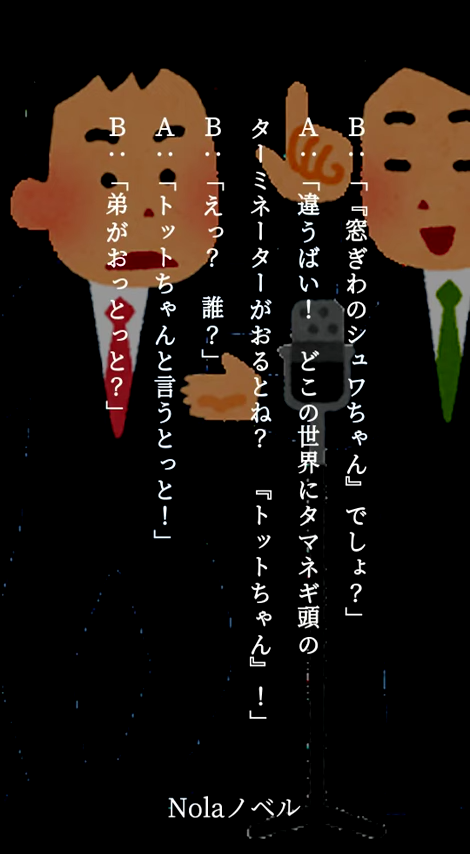 B：「『窓ぎわのシュワちゃん』でしょ？」
A：「違うばい！　どこの世界にタマネギ頭の
ターミネーターがおるとね？　『トットちゃん』！」
B：「えっ？　誰？」
A：「トットちゃんと言うとっと！」
B：「弟がおっとっと？」
Nolaノベル